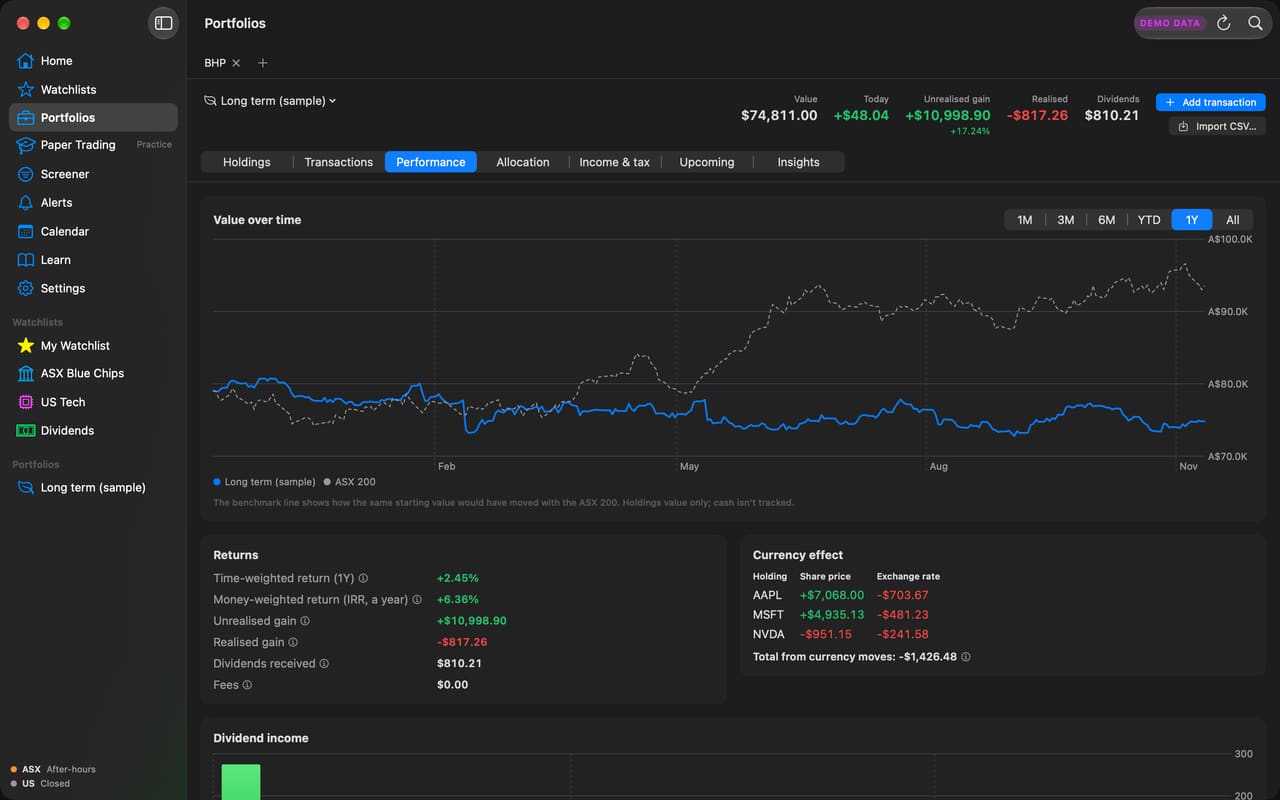 Portfolios
DEMO DATA
Home
Watchlists
Portfolios
Paper Trading Practice
Screener
Alerts
Calendar
Learn
Settings
Watchlists
My Watchlist
ASX Blue Chips
US Tech
Dividends
Portfolios
Long term (sample)
ASX After-hours
US Closed
BHP
Long term (sample)
Value
$74,811.00
Today
+$48.04
Unrealised gain
+$10,998.90
+17.24%
Realised
-$817.26
Dividends
$810.21
Add transaction
Import CSV...
Holdings Transactions Performance Allocation Income & tax Upcoming Insights
Value over time
1M 3M 6M YTD 1Y All
A$100.0K
A$90.0K
A$80.0K
A$70.0K
Feb May Aug Nov
Long term (sample) ASX 200
The benchmark line shows how the same starting value would have moved with the ASX 200. Holdings value only; cash isn't tracked.
Returns
Time-weighted return (1Y) +2.45%
Money-weighted return (IRR, a year) +6.36%
Unrealised gain +$10,998.90
Realised gain -$817.26
Dividends received $810.21
Fees $0.00
Currency effect
Holding Share price Exchange rate
AAPL +$7,068.00 -$703.67
MSFT +$4,935.13 -$481.23
NVDA -$951.15 -$241.58
Total from currency moves: -$1,426.48
Dividend income
300
200